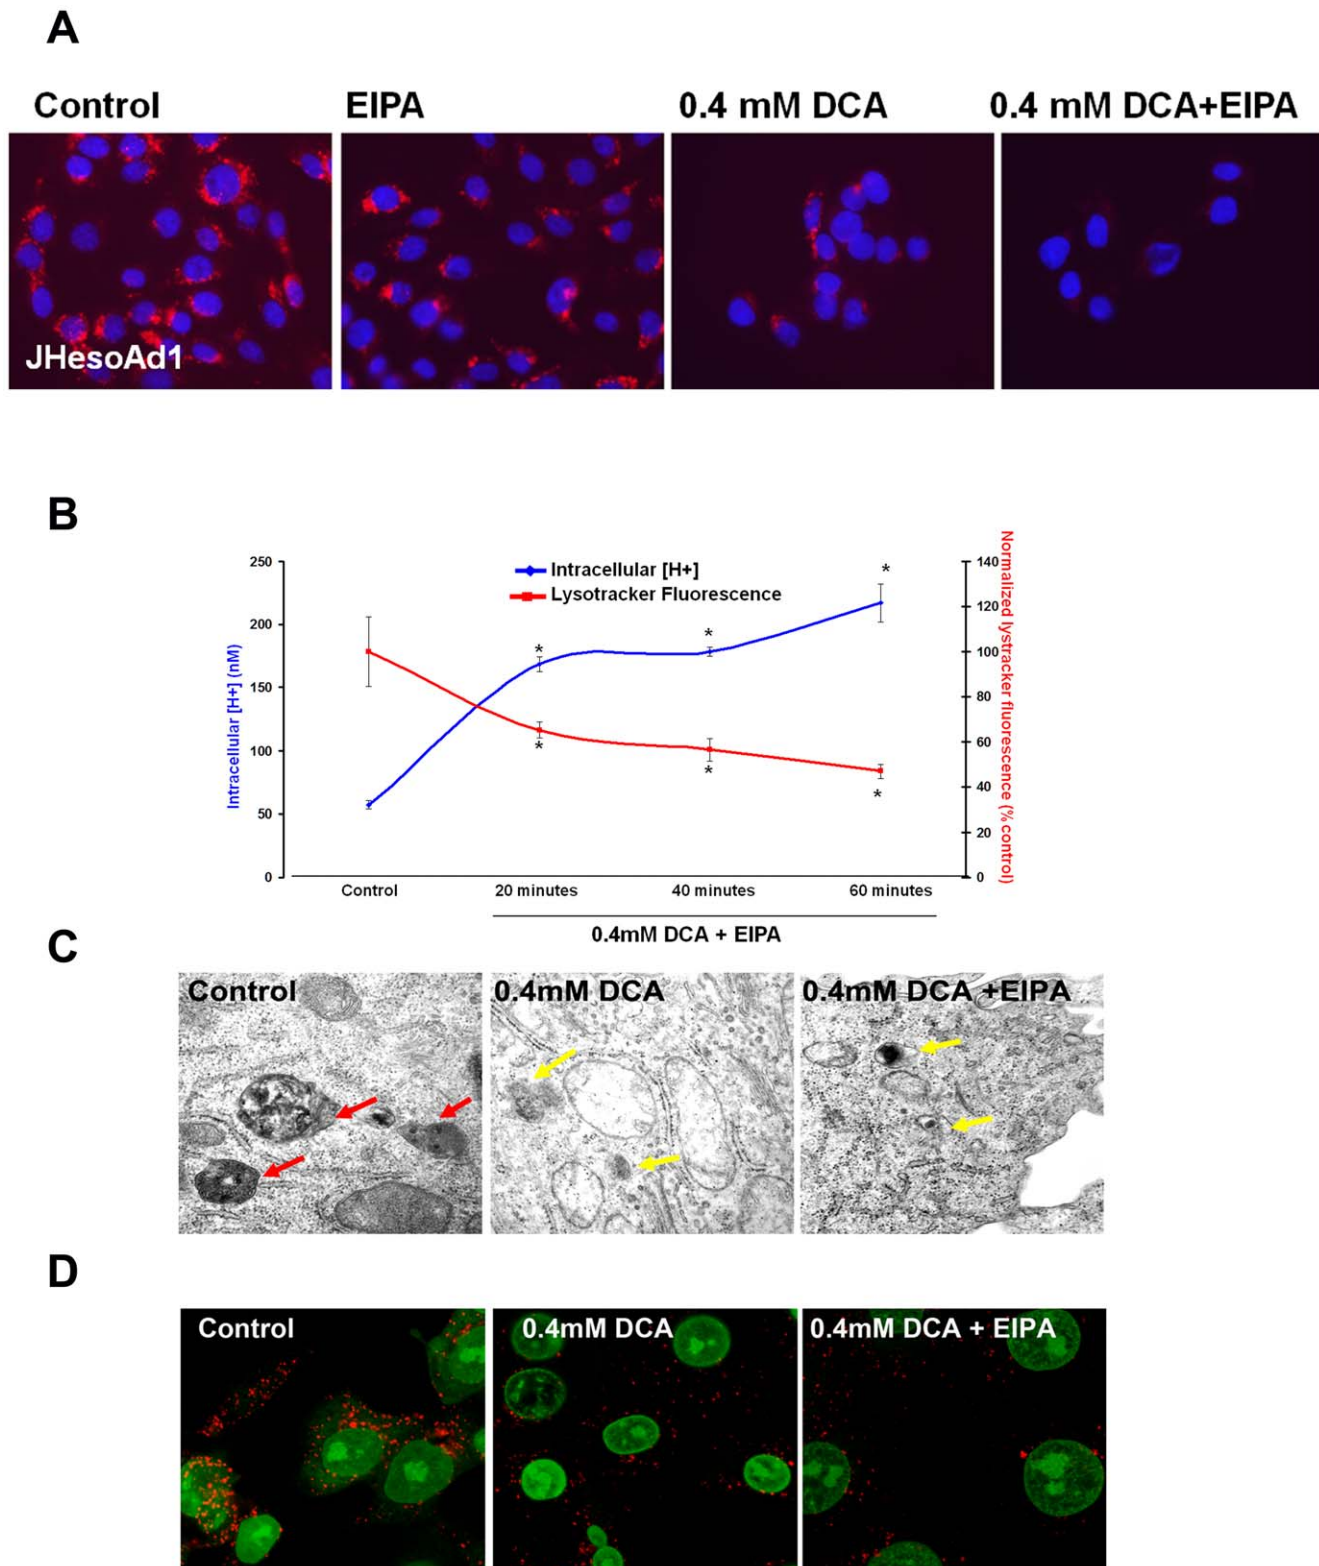 A
Control
EIPA
0.4 mM DCA
0.4 mM DCA+EIPA
JHesoAd1
B
Intracellular [H+] (nM)
250
200
150
100
50
0
Intracellular [H+]
Lysotracker Fluorescence
*
*
*
*
*
*
140
120
100
80
60
40
20
0
Normalized lystracker fluorescence (% control)
Control
20 minutes
40 minutes
60 minutes
0.4mM DCA + EIPA
C
Control
0.4mM DCA
0.4mM DCA +EIPA
D
Control
0.4mM DCA
0.4mM DCA + EIPA